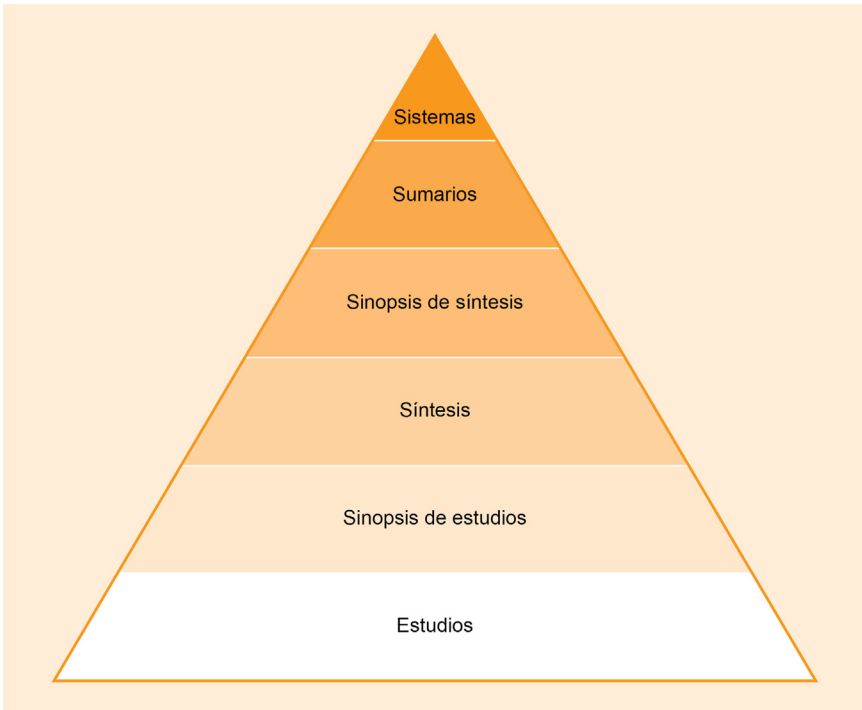 Sistemas
Sumarios
Sinopsis de síntesis
Síntesis
Sinopsis de estudios
Estudios